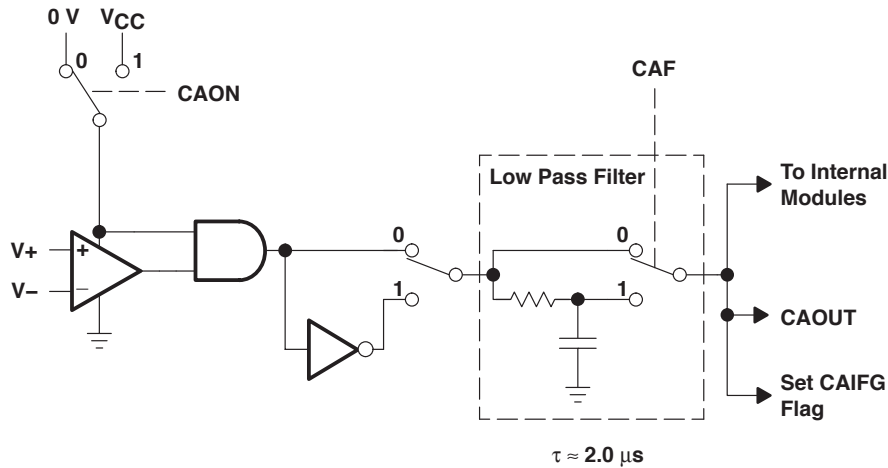 0 V VCC
0 1
CAF
CAON
Low Pass Filter
To Internal
Modules
0 0
V+ +
V− −
1 1
CAOUT
Set CAIFG
Flag
τ ≈ 2.0 μs